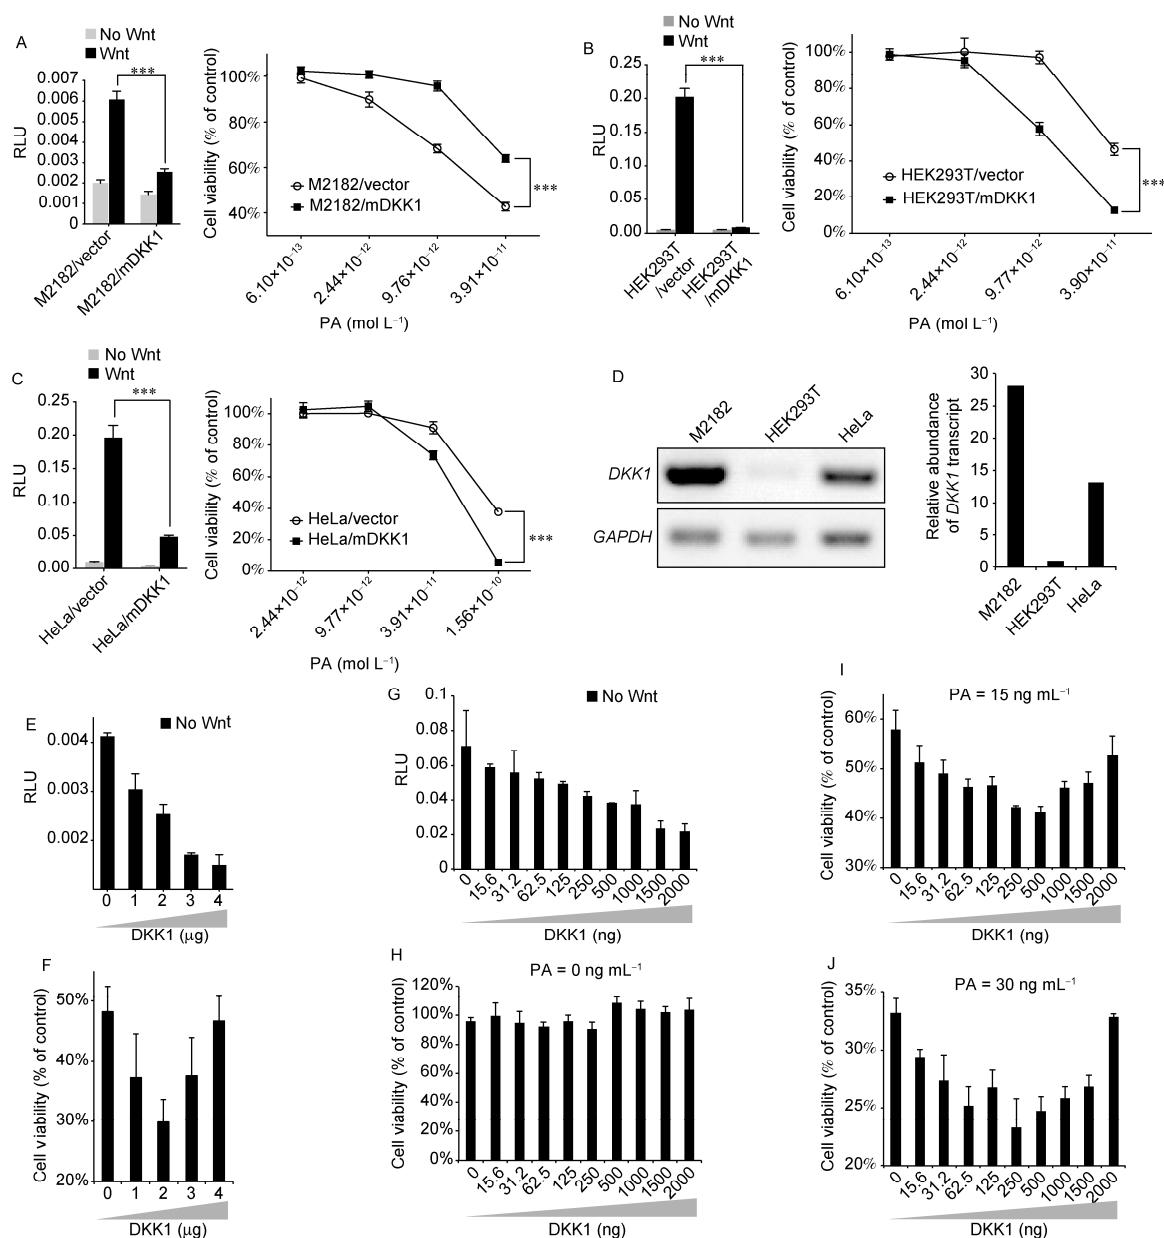 A
No Wnt
Wnt
0.007
0.006
0.005
0.004
0.003
0.002
0.001
0
RLU
***
M2182/vector
M2182/mDKK1
Cell viability (% of control)
100%
80%
60%
40%
M2182/vector
M2182/mDKK1
***
6.10×10⁻¹³
2.44×10⁻¹²
9.76×10⁻¹²
3.91×10⁻¹¹
PA (mol L⁻¹)
B
No Wnt
Wnt
0.25
0.20
0.15
0.10
0.05
0.00
RLU
***
HEK293T
/vector
HEK293T
/mDKK1
Cell viability (% of control)
100%
80%
60%
40%
20%
0%
HEK293T/vector
HEK293T/mDKK1
***
6.10×10⁻¹³
2.44×10⁻¹²
9.77×10⁻¹²
3.90×10⁻¹¹
PA (mol L⁻¹)
C
No Wnt
Wnt
0.25
0.20
0.15
0.10
0.05
0.00
RLU
***
HeLa/vector
HeLa/mDKK1
Cell viability (% of control)
100%
80%
60%
40%
20%
0%
HeLa/vector
HeLa/mDKK1
***
2.44×10⁻¹²
9.77×10⁻¹²
3.91×10⁻¹¹
1.56×10⁻¹⁰
PA (mol L⁻¹)
D
M2182
HEK293T
HeLa
DKK1
GAPDH
Relative abundance
of DKK1 transcript
30
25
20
15
10
5
0
M2182
HEK293T
HeLa
E
No Wnt
RLU
0.004
0.003
0.002
0 1 2 3 4
DKK1 (μg)
F
Cell viability (% of control)
50%
40%
30%
20%
0 1 2 3 4
DKK1 (μg)
G
No Wnt
RLU
0.1
0.08
0.06
0.04
0.02
0
0 15.6 31.2 62.5 125 250 500 1000 1500 2000
DKK1 (ng)
H
PA = 0 ng mL⁻¹
Cell viability (% of control)
120%
100%
80%
60%
40%
20%
0%
0 15.6 31.2 62.5 125 250 500 1000 1500 2000
DKK1 (ng)
I
PA = 15 ng mL⁻¹
Cell viability (% of control)
60%
50%
40%
30%
0 15.6 31.2 62.5 125 250 500 1000 1500 2000
DKK1 (ng)
J
PA = 30 ng mL⁻¹
Cell viability (% of control)
35%
30%
25%
20%
0 15.6 31.2 62.5 125 250 500 1000 1500 2000
DKK1 (ng)